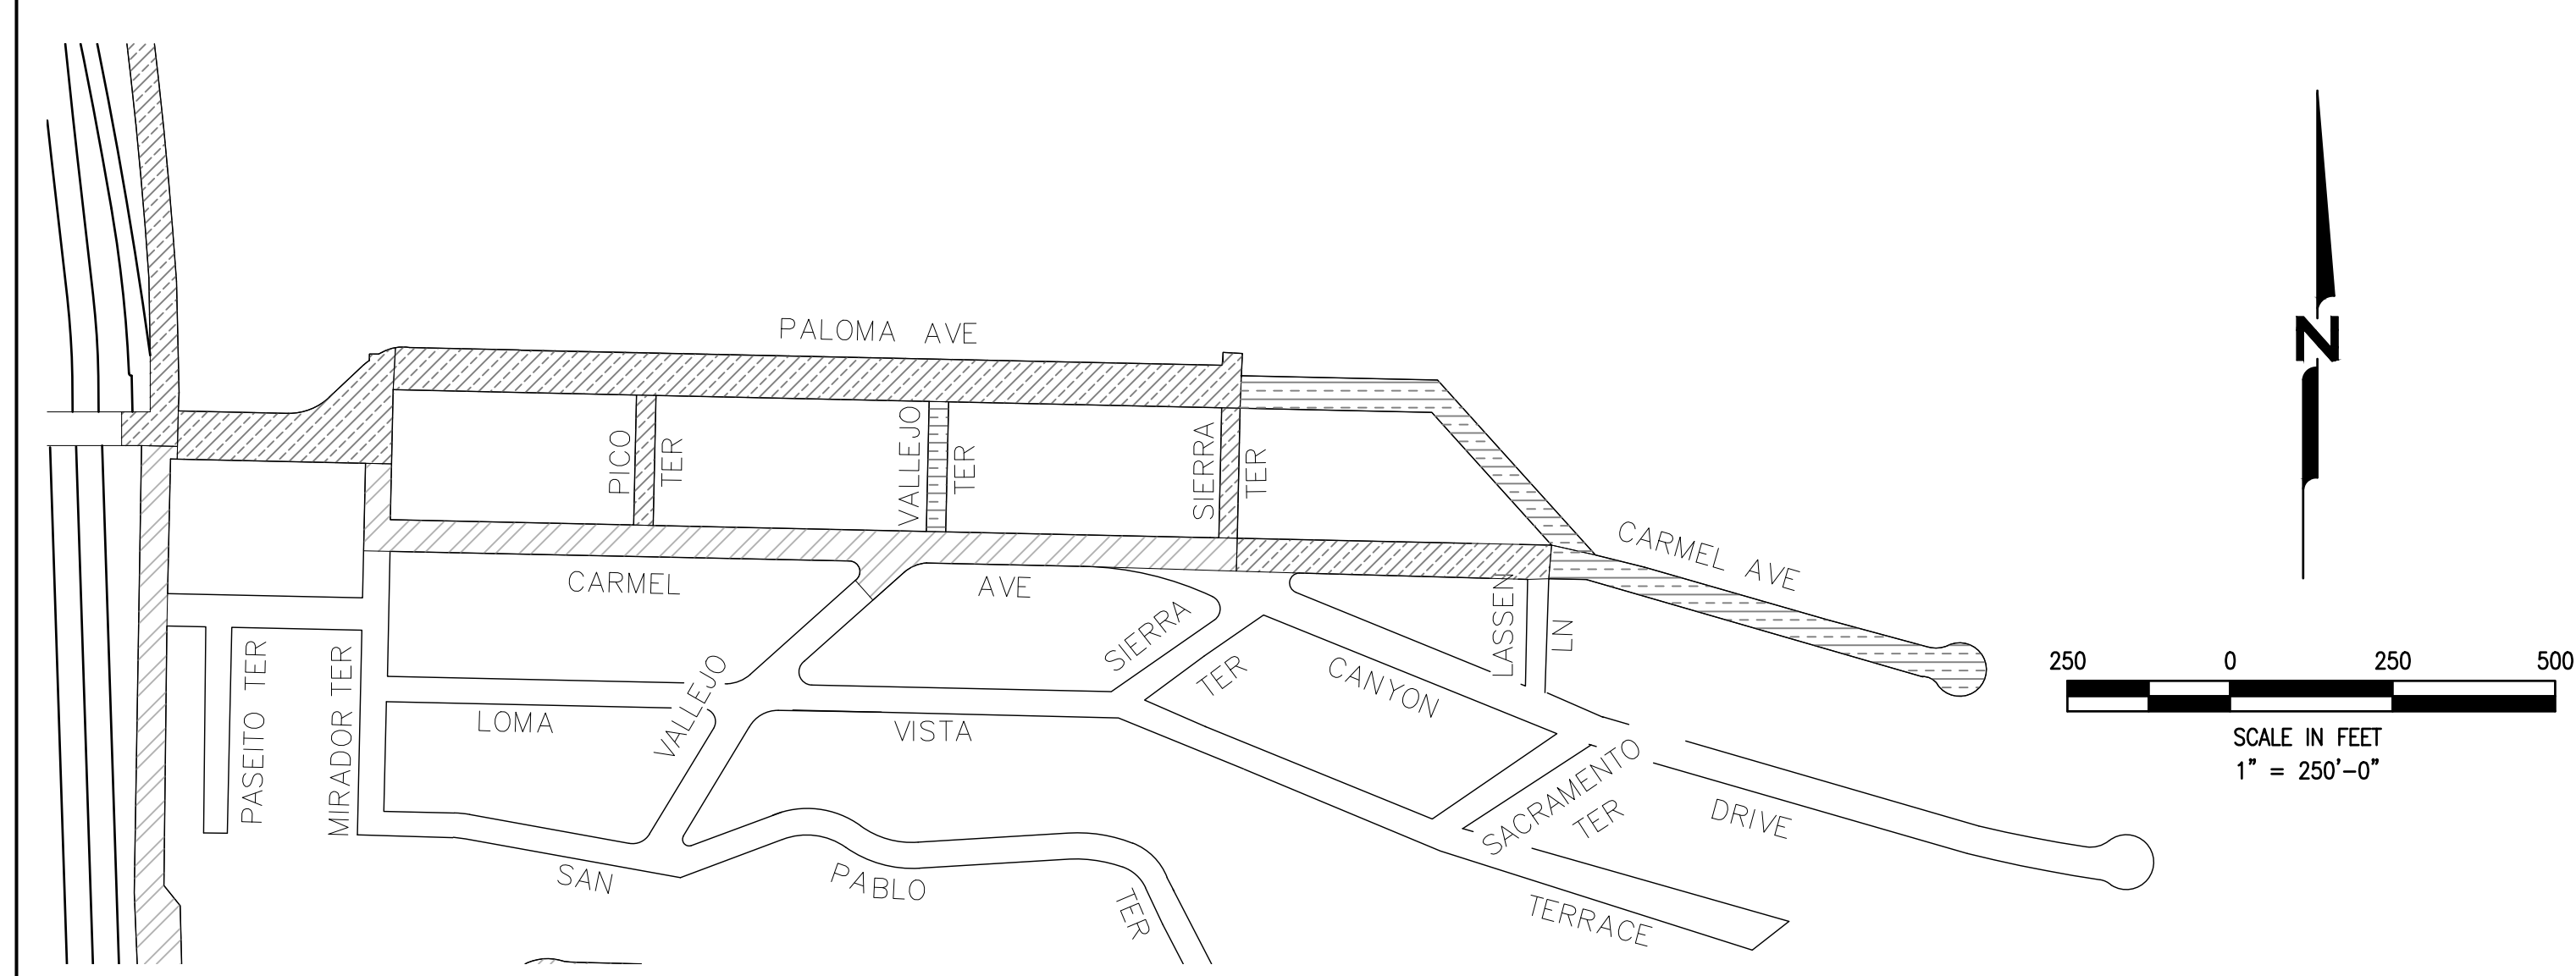 PALOMA AVE
PICO
TER
VALLEJO
TER
SIERRA
TER
CARMEL AVE
CARMEL
AVE
LASSEN
LN
SIERRA
TER
CANYON
PASEITO TER
MIRADOR TER
LOMA
VALLEJO
VISTA
SACRAMENTO
TER
DRIVE
SAN
PABLO
TER
TERRACE
N
250 0 250 500
SCALE IN FEET
1" = 250'-0"